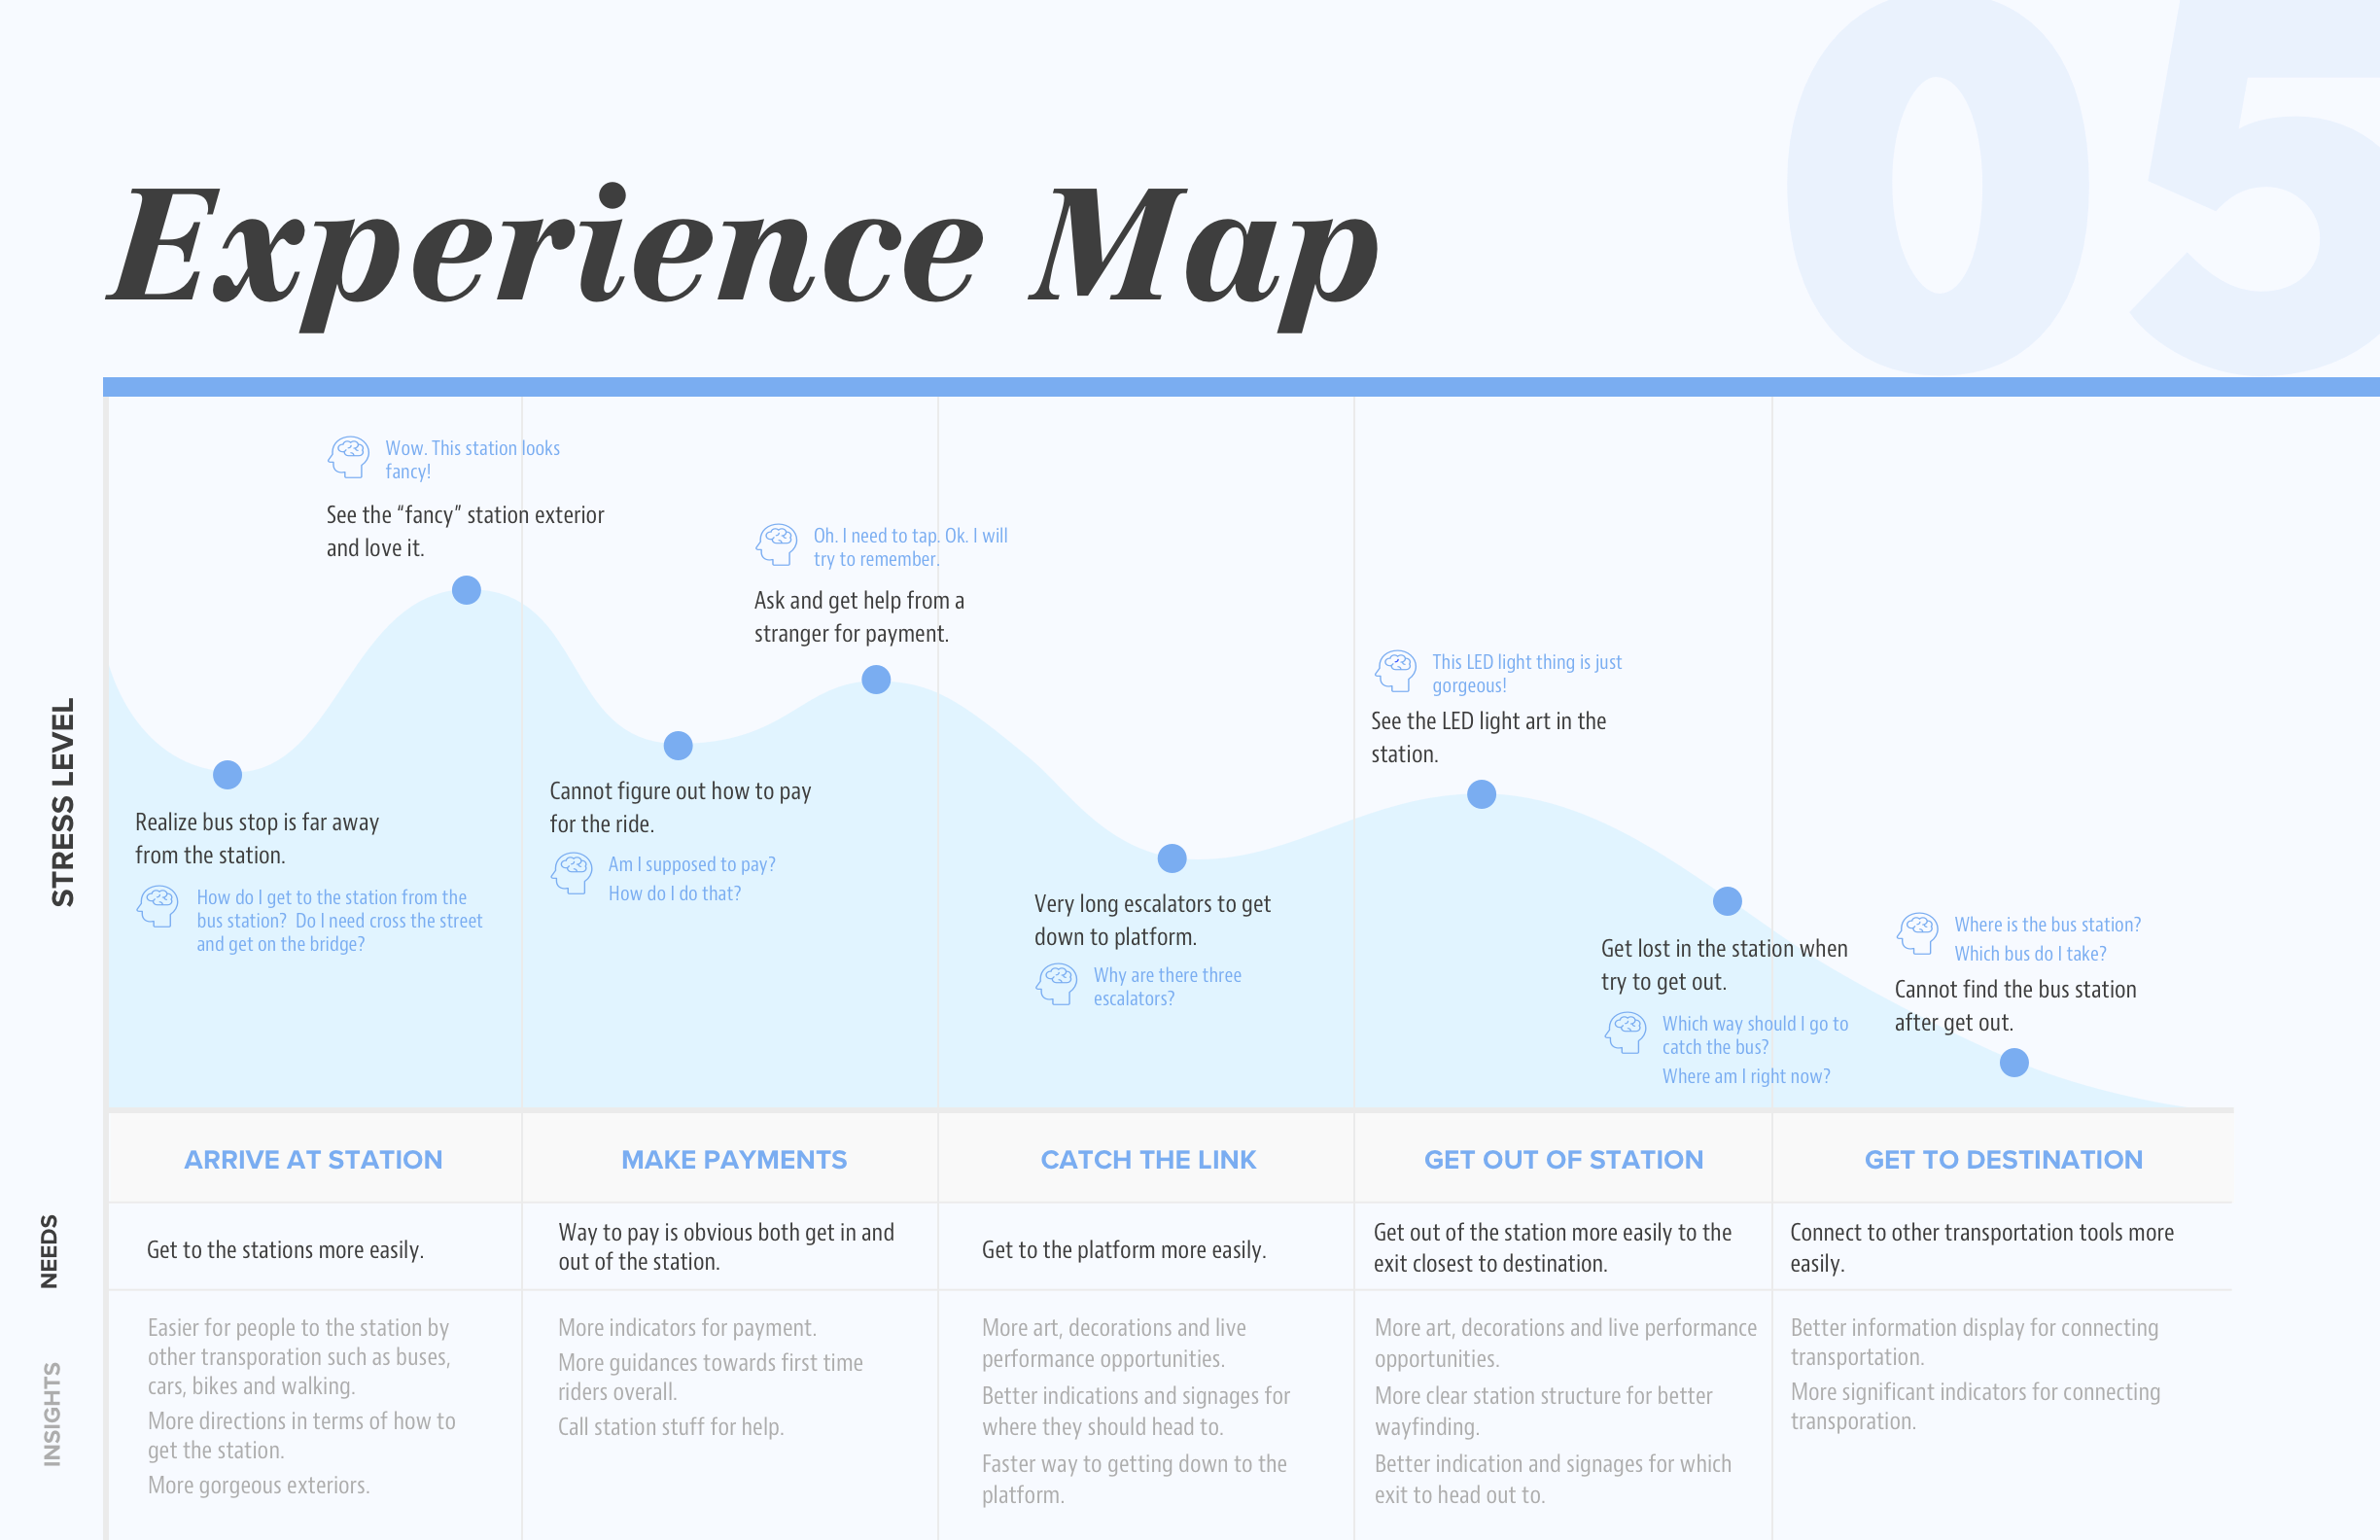 05
Experience Map
STRESS LEVEL
Wow. This station looks
fancy!
See the “fancy” station exterior
and love it.
Realize bus stop is far away
from the station.
How do I get to the station from the
bus station?  Do I need cross the street
and get on the bridge?
Oh. I need to tap. Ok. I will
try to remember.
Ask and get help from a
stranger for payment.
Cannot figure out how to pay
for the ride.
Am I supposed to pay?
How do I do that?
Very long escalators to get
down to platform.
Why are there three
escalators?
This LED light thing is just
gorgeous!
See the LED light art in the
station.
Get lost in the station when
try to get out.
Which way should I go to
catch the bus?
Where am I right now?
Where is the bus station?
Which bus do I take?
Cannot find the bus station
after get out.
ARRIVE AT STATION
MAKE PAYMENTS
CATCH THE LINK
GET OUT OF STATION
GET TO DESTINATION
NEEDS
Get to the stations more easily.
Way to pay is obvious both get in and
out of the station.
Get to the platform more easily.
Get out of the station more easily to the
exit closest to destination.
Connect to other transportation tools more
easily.
INSIGHTS
Easier for people to the station by
other transporation such as buses,
cars, bikes and walking.
More directions in terms of how to
get the station.
More gorgeous exteriors.
More indicators for payment.
More guidances towards first time
riders overall.
Call station stuff for help.
More art, decorations and live
performance opportunities.
Better indications and signages for
where they should head to.
Faster way to getting down to the
platform.
More art, decorations and live performance
opportunities.
More clear station structure for better
wayfinding.
Better indication and signages for which
exit to head out to.
Better information display for connecting
transportation.
More significant indicators for connecting
transporation.